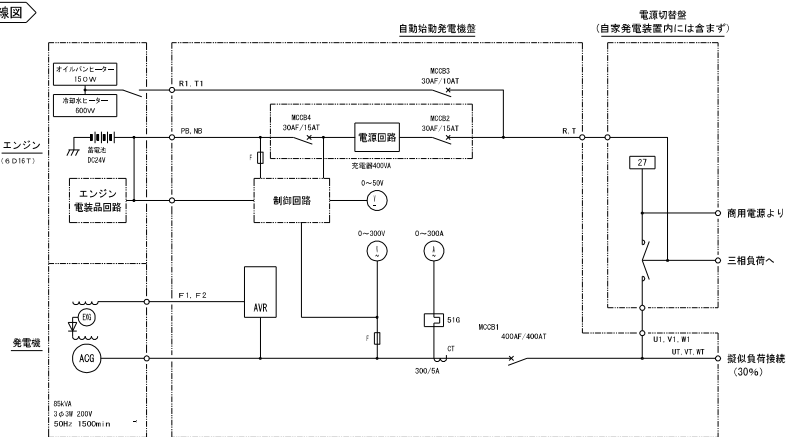 線図
自動始動発電機盤
電源切替盤
(自家発電装置内には含まず)
オイルパンヒーター
150W
冷却水ヒーター
600W
R1.T1
MCCB3
30AF/10AT
エンジン
(6D16T)
蓄電池
DC24V
PB.NB
MCCB4
30AF/15AT
電源回路
MCCB2
30AF/15AT
充電器400VA
R.T
27
F
エンジン
電装品回路
制御回路
0~50V
商用電源より
0~300V
0~300A
三相負荷へ
F1.F2
AVR
EXG
51G
MCCB1
400AF/400AT
F
CT
300/5A
発電機
ACG
U1.V1.W1
UT.VT.WT
擬似負荷接続
(30%)
85kVA
3φ3W 200V
50Hz 1500min